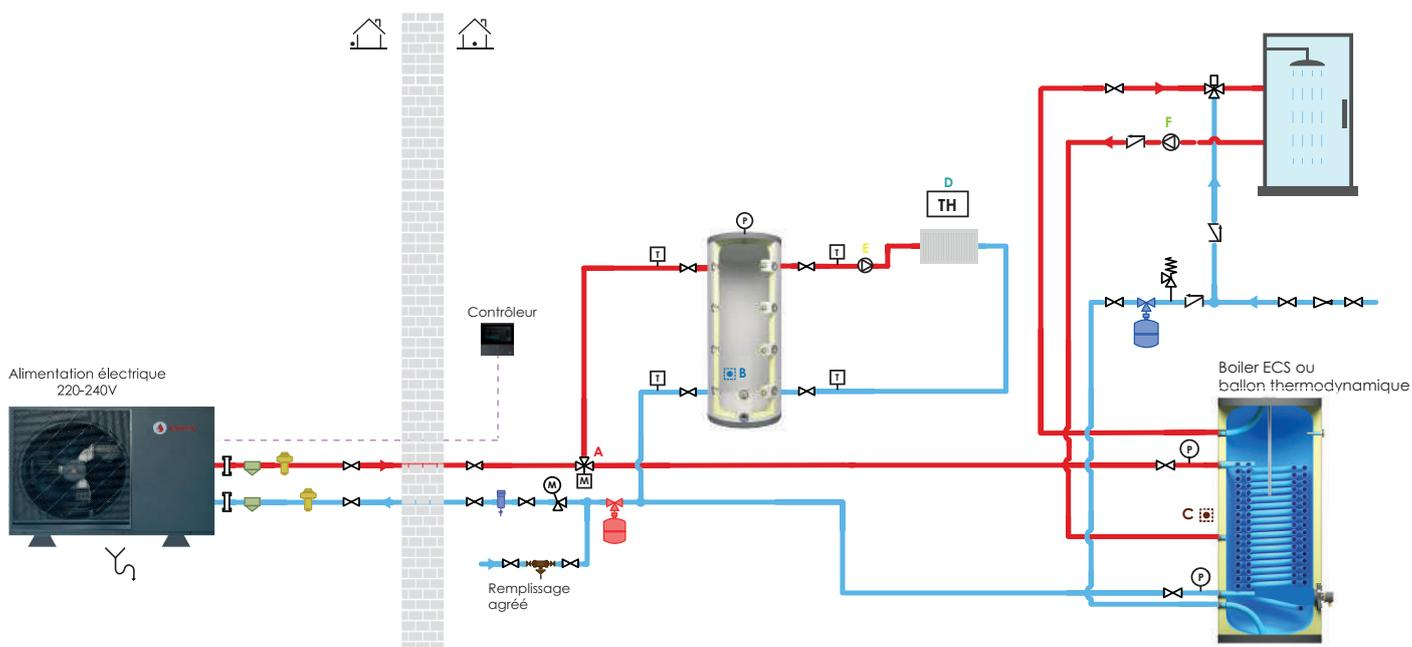 F
D
TH
P
T
T
E
Contrôleur
Boiler ECS ou
ballon thermodynamique
Alimentation électrique
220-240V
B
T
T
A
P
M
M
C
P
Remplissage
agréé